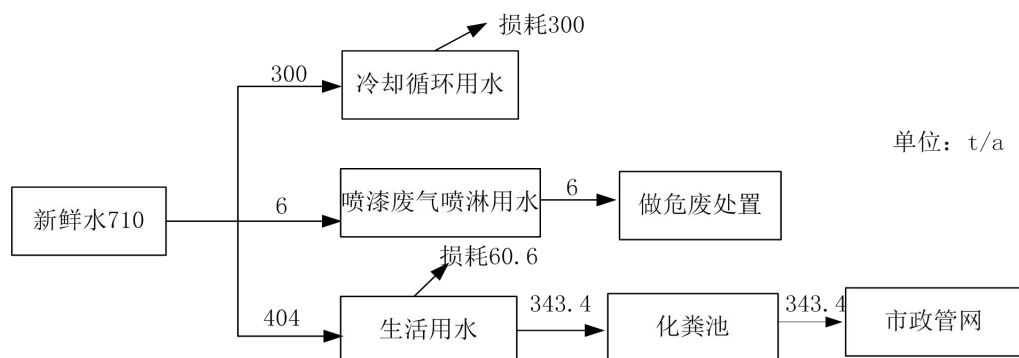 损耗300
300
冷却循环用水
单位：t/a
新鲜水710
6
喷漆废气喷淋用水
6
做危废处置
损耗60.6
404
生活用水
343.4
化粪池
343.4
市政管网